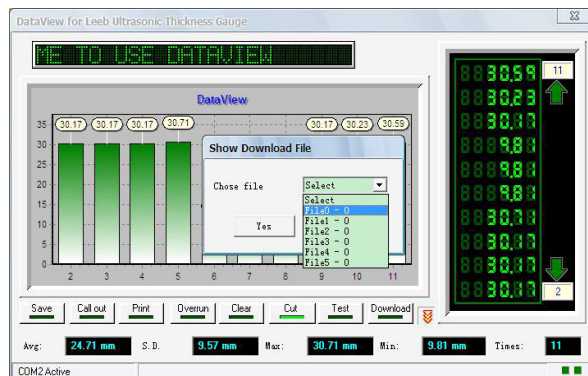 DataView for Leeb Ultrasonic Thickness Gauge
ME TO USE DATAVIEW
DataView
30.17 30.17 30.17 30.71 30.17 30.23 30.59
35
30
25
20
15
10
5
0
2 3 4 5 6 7 8 9 10 11
Show Download File
Chose file
Select
Select
File0 - 0
File1 - 0
File2 - 0
File3 - 0
File4 - 0
File5 - 0
Yes
30.59
30.23
30.17
9.81
9.81
9.81
30.71
30.17
30.17
30.17
11
2
Save Call out Print Overrun Clear Cut Test Download
Avg: 24.71 mm S.D. 9.57 mm Max: 30.71 mm Min: 9.81 mm Times: 11
COM2 Active